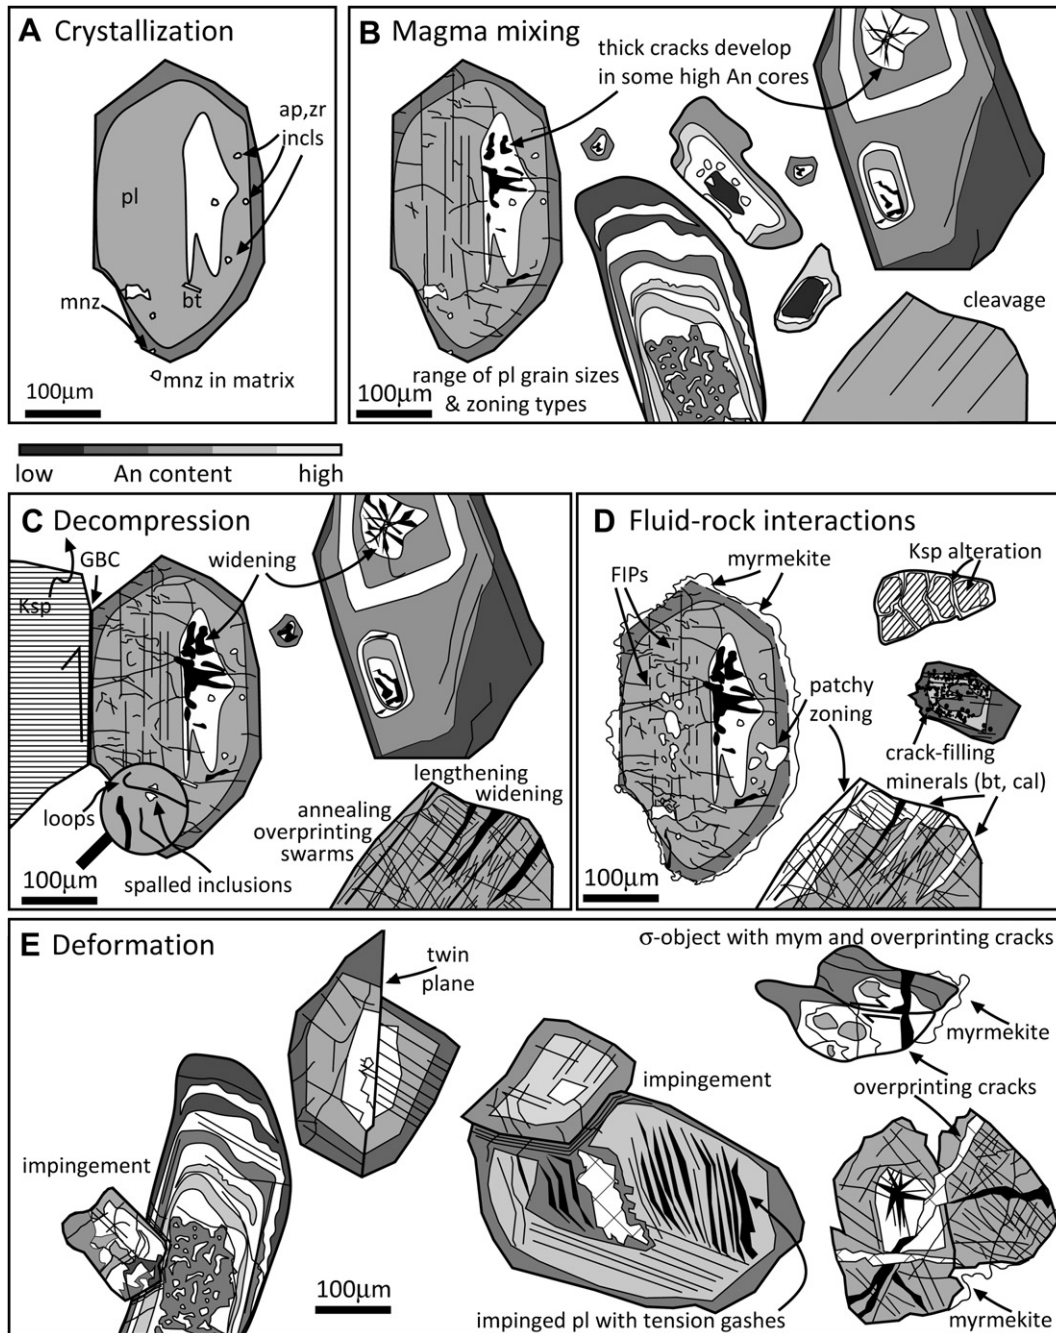 A Crystallization
ap,zr
incls
pl
bt
mnz
mnz in matrix
100µm
B Magma mixing
thick cracks develop
in some high An cores
cleavage
range of pl grain sizes
& zoning types
100µm
low An content high
C Decompression
GBC
widening
Ksp
loops
spalled inclusions
annealing
overprinting
swarms
lengthening
widening
100µm
D Fluid-rock interactions
FIPs
myrmekite
Ksp alteration
patchy
zoning
crack-filling
minerals (bt, cal)
100µm
E Deformation
twin
plane
σ-object with mym and overprinting cracks
myrmekite
impingement
overprinting cracks
impingement
100µm
impinged pl with tension gashes
myrmekite